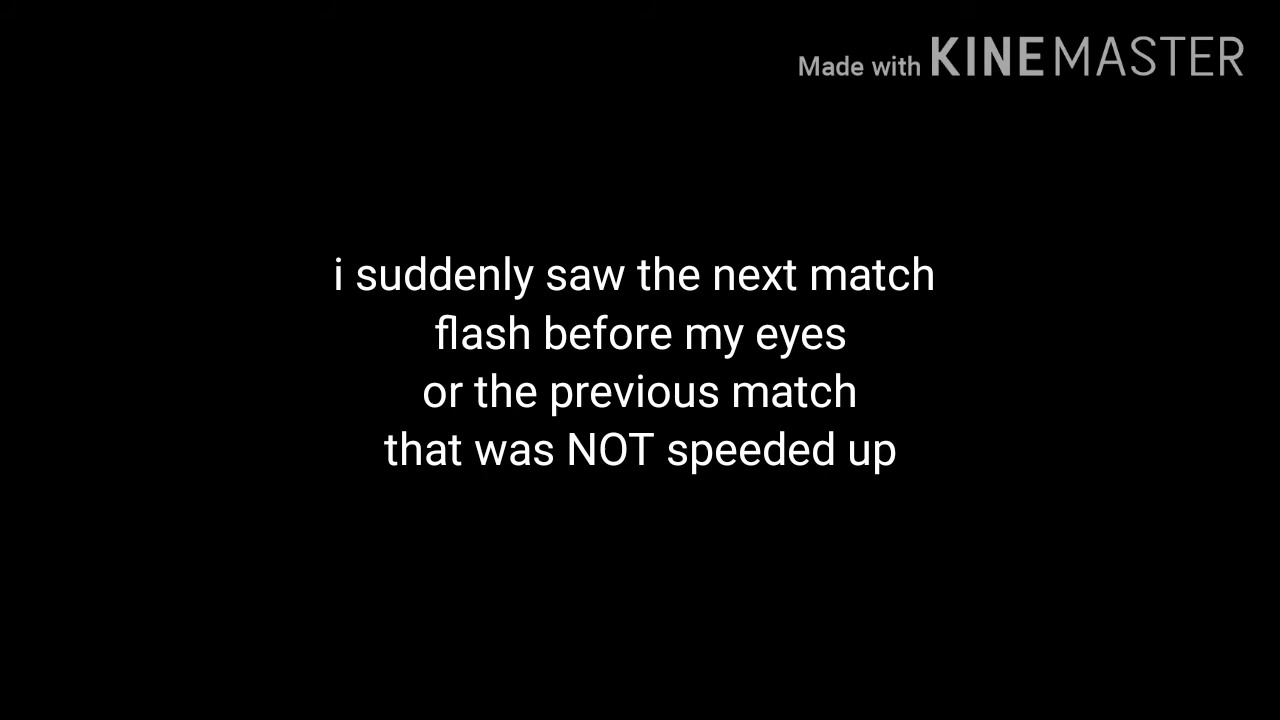 Made with KINEMASTER
i suddenly saw the next match
flash before my eyes
or the previous match
that was NOT speeded up